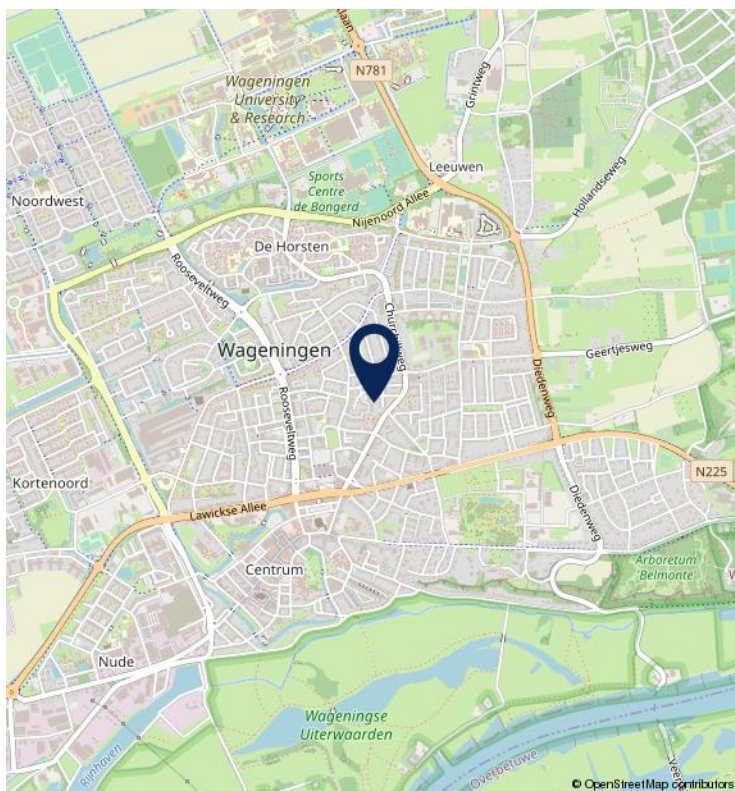 N781
Grintweg
Wageningen
University
& Research
Leeuwen
Hollandseweg
Sports
Centre
de Bongerd
Noordwest
Nijenoord Allee
De Horsten
Rooseveltweg
Churchillweg
Wageningen
Geertjesweg
Diedenweg
Rooseveltweg
N225
Kortenoord
Lawickse Allee
Diedenweg
Centrum
Arboretum
Belmonte
Nude
Wageningse
Uiterwaarden
Rijnhaven
Overbetuwe
© OpenStreetMap contributors